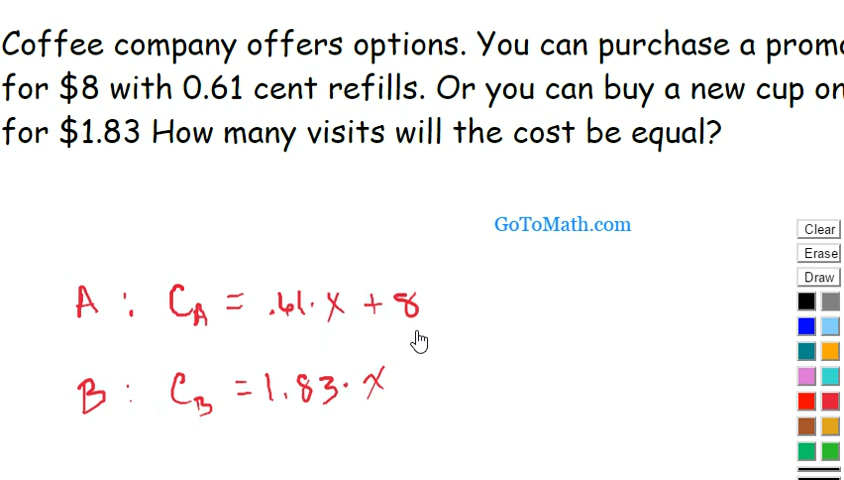 Coffee company offers options. You can purchase a
for $8 with 0.61 cent refills. Or you can buy a new cup
for $1.83 How many visits will the cost be equal?
GoToMath.com
Clear
Erase
Draw
A : C_A = .61 · x + 8
B : C_B = 1.83 · x